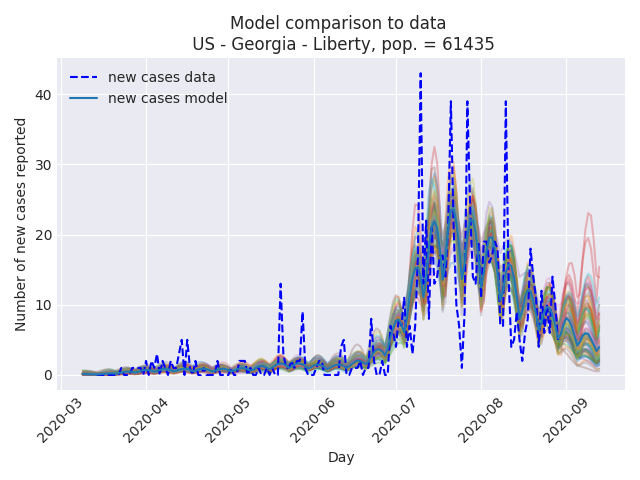 Model comparison to data
US - Georgia - Liberty, pop. = 61435
new cases data
new cases model
Number of new cases reported
40
30
20
10
0
2020-03
2020-04
2020-05
2020-06
2020-07
2020-08
2020-09
Day